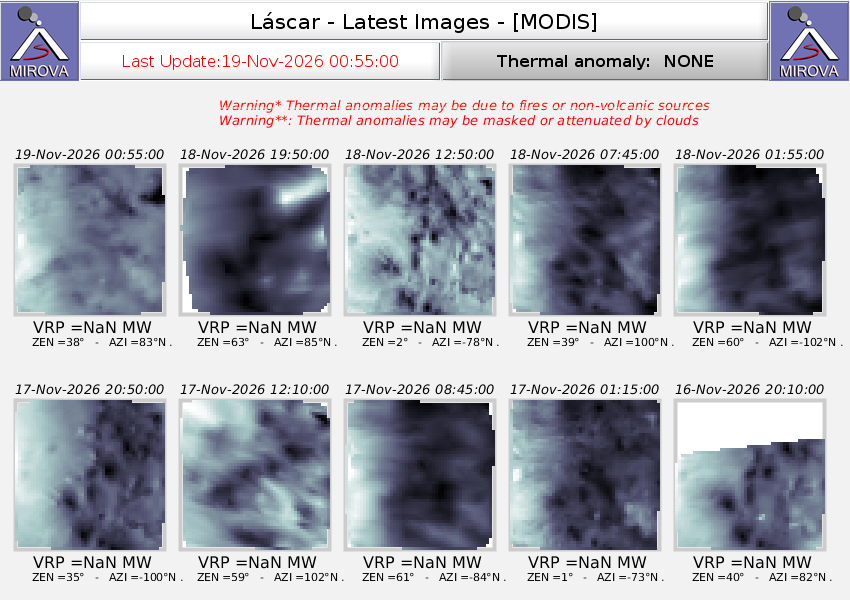 MIROVA
Láscar - Latest Images - [MODIS]
MIROVA
Last Update:19-Nov-2026 00:55:00
Thermal anomaly:  NONE
Warning* Thermal anomalies may be due to fires or non-volcanic sources
Warning**: Thermal anomalies may be masked or attenuated by clouds
19-Nov-2026 00:55:00
18-Nov-2026 19:50:00
18-Nov-2026 12:50:00
18-Nov-2026 07:45:00
18-Nov-2026 01:55:00
VRP =NaN MW
VRP =NaN MW
VRP =NaN MW
VRP =NaN MW
VRP =NaN MW
ZEN =38° - AZI =83°N .
ZEN =63° - AZI =85°N .
ZEN =2° - AZI =-78°N .
ZEN =39° - AZI =100°N .
ZEN =60° - AZI =-102°N .
17-Nov-2026 20:50:00
17-Nov-2026 12:10:00
17-Nov-2026 08:45:00
17-Nov-2026 01:15:00
16-Nov-2026 20:10:00
VRP =NaN MW
VRP =NaN MW
VRP =NaN MW
VRP =NaN MW
VRP =NaN MW
ZEN =35° - AZI =-100°N .
ZEN =59° - AZI =102°N .
ZEN =61° - AZI =-84°N .
ZEN =1° - AZI =-73°N .
ZEN =40° - AZI =82°N .